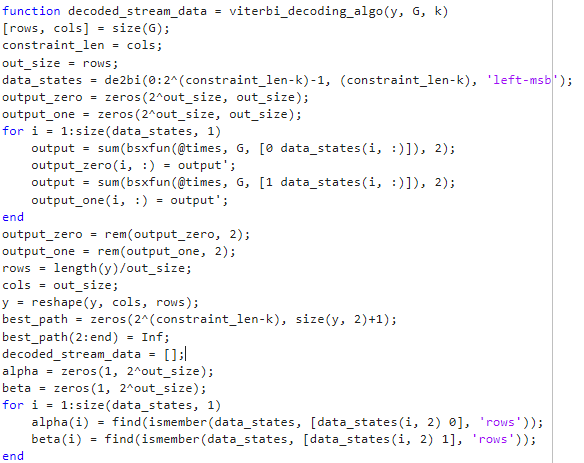 function decoded_stream_data = viterbi_decoding_algo(y, G, k)
[rows, cols] = size(G);
constraint_len = cols;
out_size = rows;
data_states = de2bi(0:2^(constraint_len-k)-1, (constraint_len-k), 'left-msb');
output_zero = zeros(2^out_size, out_size);
output_one = zeros(2^out_size, out_size);
for i = 1:size(data_states, 1)
    output = sum(bsxfun(@times, G, [0 data_states(i, :)]), 2);
    output_zero(i, :) = output';
    output = sum(bsxfun(@times, G, [1 data_states(i, :)]), 2);
    output_one(i, :) = output';
end
output_zero = rem(output_zero, 2);
output_one = rem(output_one, 2);
rows = length(y)/out_size;
cols = out_size;
y = reshape(y, cols, rows);
best_path = zeros(2^(constraint_len-k), size(y, 2)+1);
best_path(2:end) = Inf;
decoded_stream_data = [];
alpha = zeros(1, 2^out_size);
beta = zeros(1, 2^out_size);
for i = 1:size(data_states, 1)
    alpha(i) = find(ismember(data_states, [data_states(i, 2) 0], 'rows'));
    beta(i) = find(ismember(data_states, [data_states(i, 2) 1], 'rows'));
end